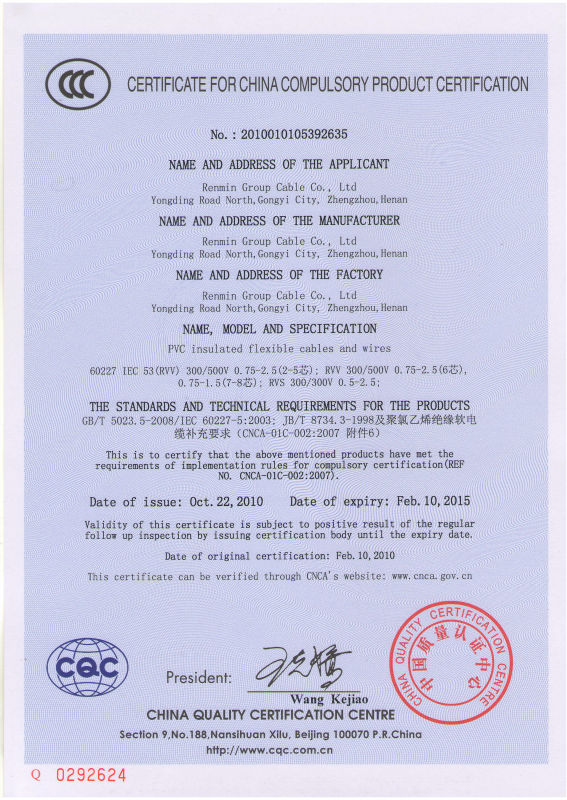 CCC
CERTIFICATE FOR CHINA COMPULSORY PRODUCT CERTIFICATION
No. : 2010010105392635
NAME AND ADDRESS OF THE APPLICANT
Renmin Group Cable Co., Ltd
Yongding Road North,Gongyi City, Zhengzhou,Henan
NAME AND ADDRESS OF THE MANUFACTURER
Renmin Group Cable Co., Ltd
Yongding Road North,Gongyi City, Zhengzhou,Henan
NAME AND ADDRESS OF THE FACTORY
Renmin Group Cable Co., Ltd
Yongding Road North,Gongyi City, Zhengzhou,Henan
NAME, MODEL AND SPECIFICATION
PVC insulated flexible cables and wires
60227 IEC 53(RVV) 300/500V 0.75-2.5(2-5芯); RVV 300/500V 0.75-2.5(6芯),
0.75-1.5(7-8芯); RVS 300/300V 0.5-2.5;
THE STANDARDS AND TECHNICAL REQUIREMENTS FOR THE PRODUCTS
GB/T 5023.5-2008/IEC 60227-5:2003; JB/T 8734.3-1998及聚氯乙烯绝缘软电
缆补充要求（CNCA-01C-002:2007 附件6）
This is to certify that the above mentioned products have met the
requirements of implementation rules for compulsory certification(REF
NO. CNCA-01C-002:2007).
Date of issue: Oct.22,2010 Date of expiry: Feb.10,2015
Validity of this certificate is subject to positive result of the regular
follow up inspection by issuing certification body until the expiry date.
Date of original certification: Feb.10,2010
This certificate can be verified through CNCA's website: www.cnca.gov.cn
CHINA QUALITY CERTIFICATION CENTRE
中国质量认证中心
CQC
President:
王克娇
Wang Kejiao
CHINA QUALITY CERTIFICATION CENTRE
Section 9,No.188,Nansihuan Xilu, Beijing 100070 P.R.China
http://www.cqc.com.cn
Q 0292624